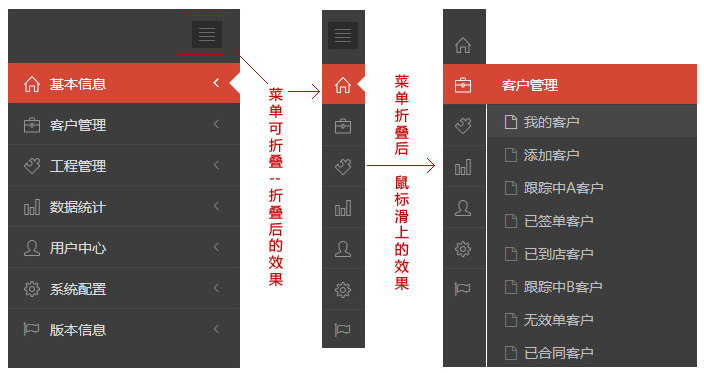 基本信息
客户管理
工程管理
数据统计
用户中心
系统配置
版本信息
菜单可折叠--折叠后的效果
菜单折叠后 鼠标滑上的效果
客户管理
我的客户
添加客户
跟踪中A客户
已签单客户
已到店客户
跟踪中B客户
无效单客户
已合同客户